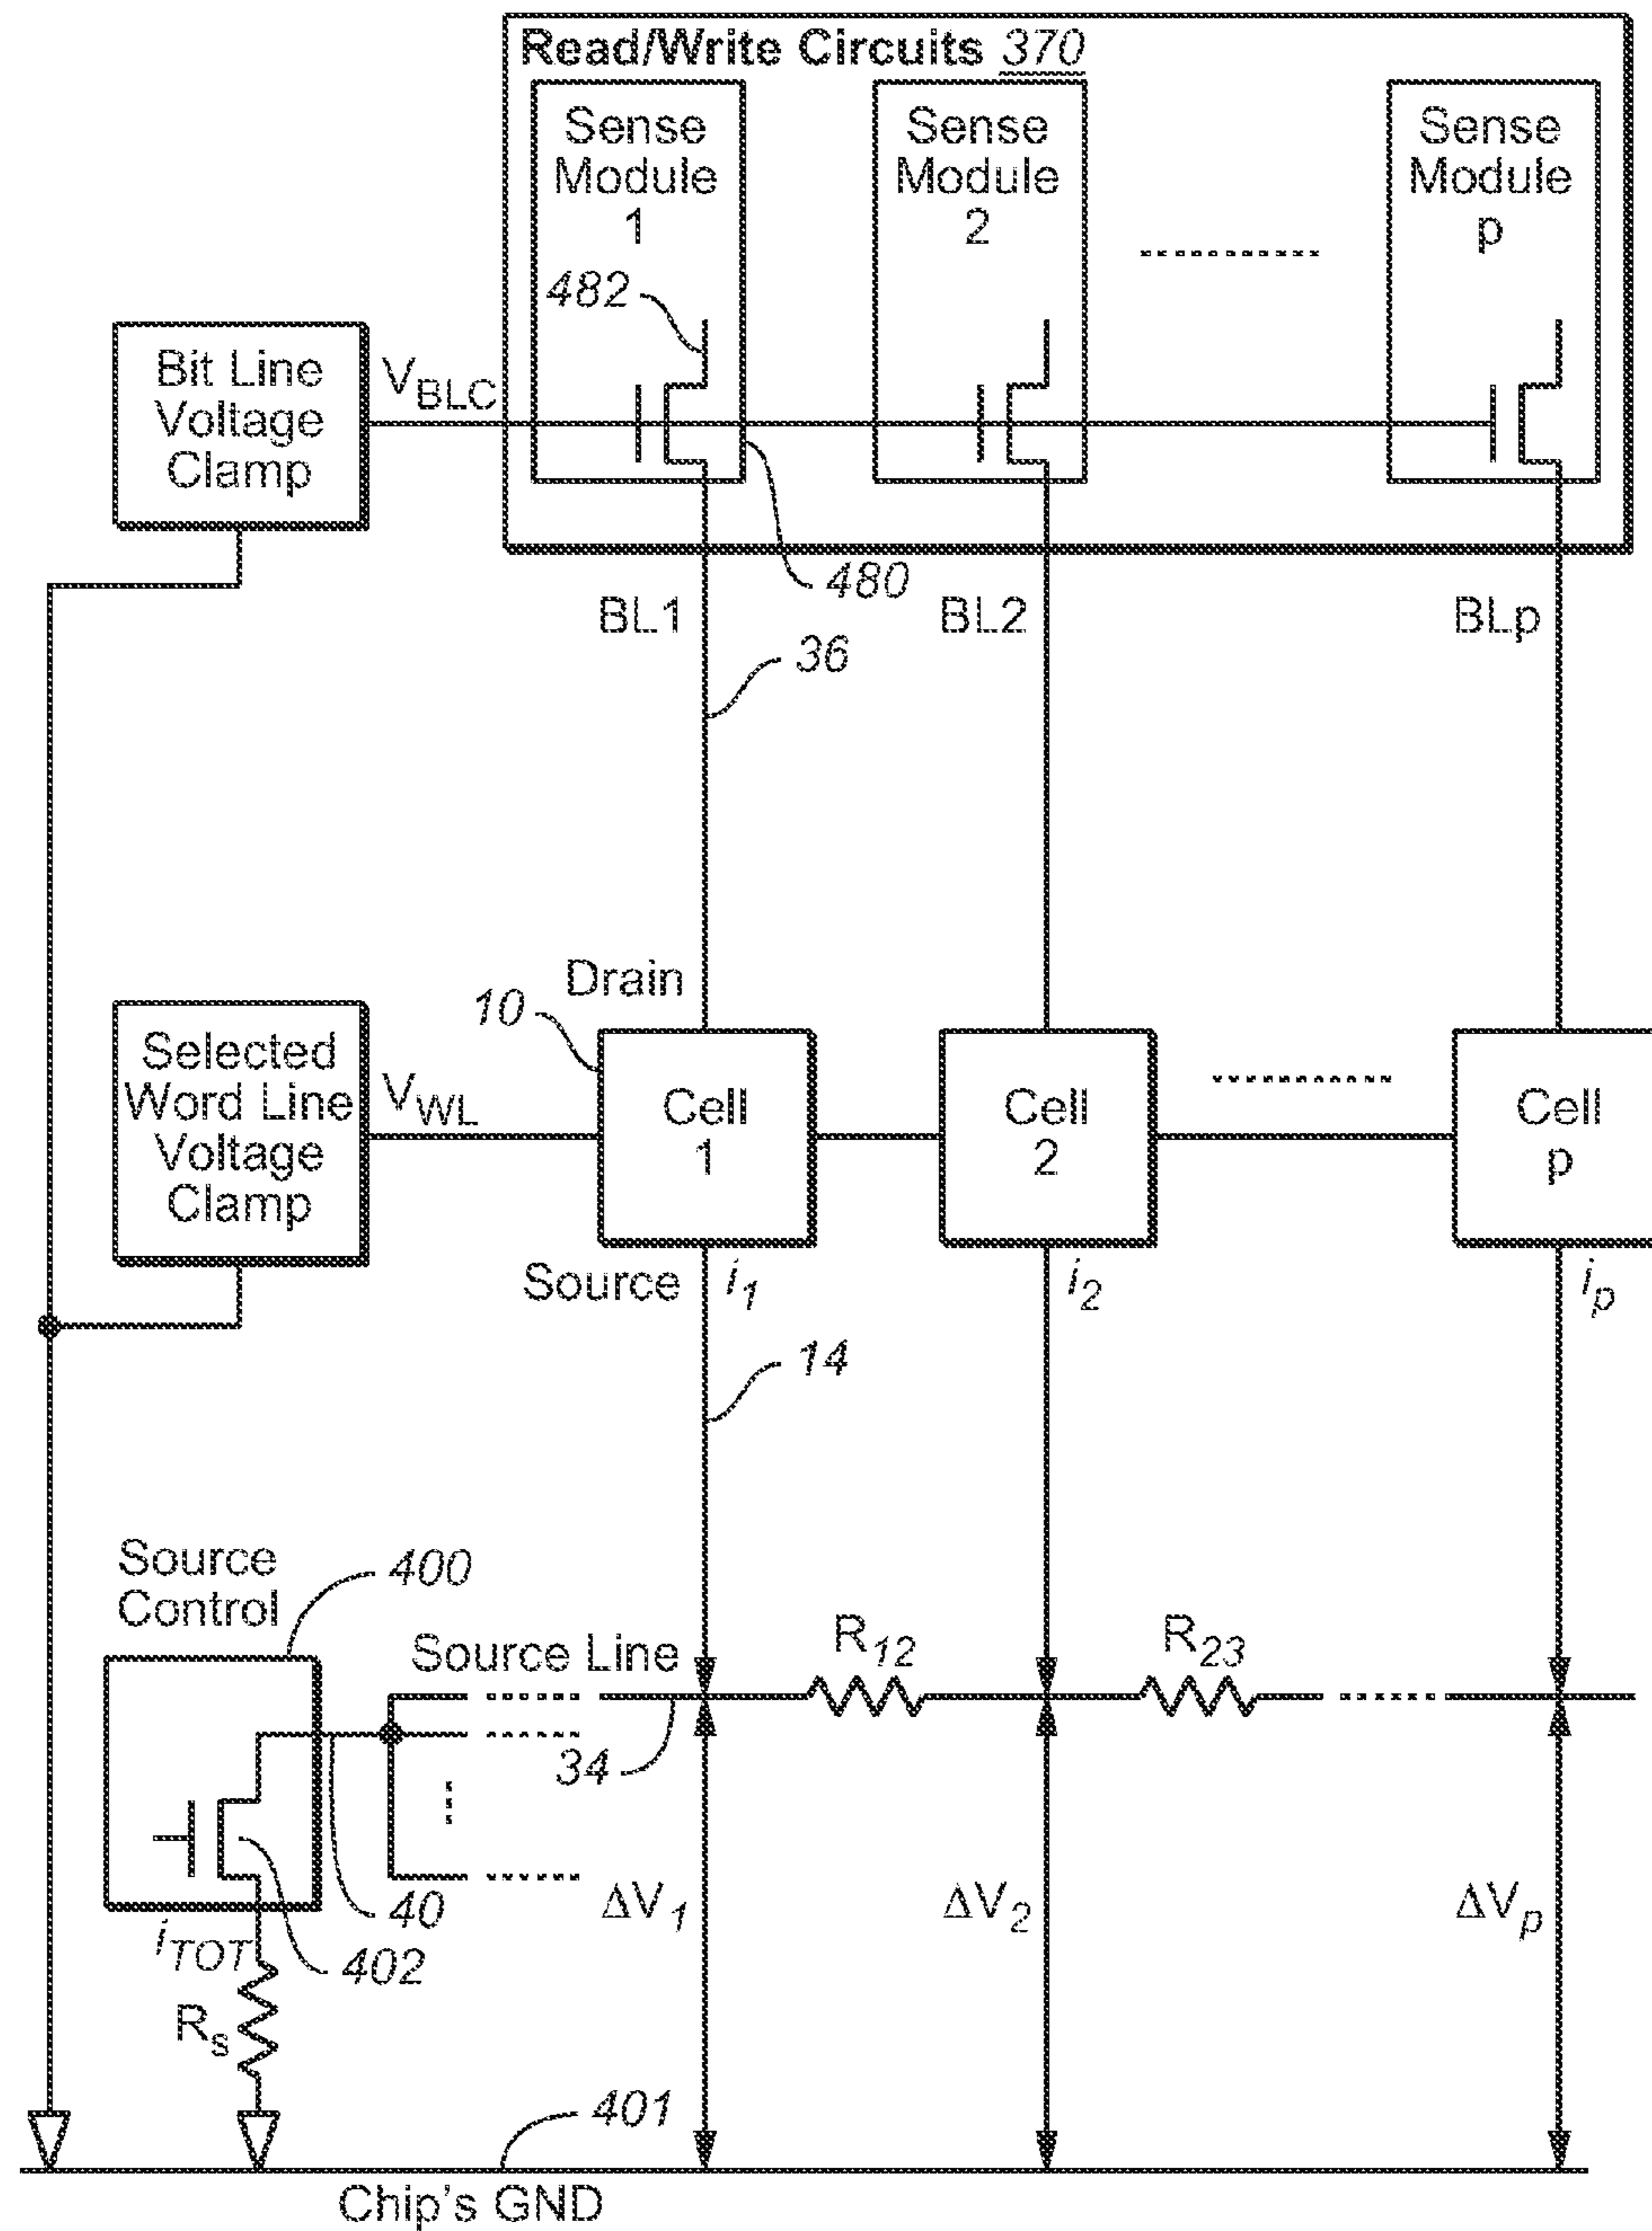 Read/Write Circuits 370
Sense
Module
1
Sense
Module
2
Sense
Module
p
482
Bit Line
Voltage
Clamp
VBLC
480
BL1
BL2
BLp
36
Drain
10
Selected
Word Line
Voltage
Clamp
VWL
Cell
1
Cell
2
Cell
p
Source
i1
i2
ip
14
Source
Control
400
Source Line
R12
R23
34
40
ΔV1
ΔV2
ΔVp
iTOT
402
Rs
401
Chip's GND